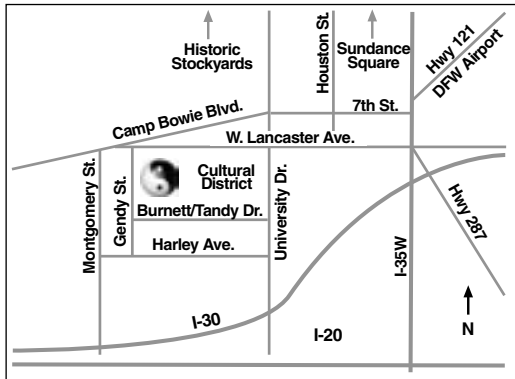 Historic
Stockyards
Houston St.
Sundance
Square
Hwy 121
DFW Airport
Camp Bowie Blvd.
7th St.
W. Lancaster Ave.
Montgomery St.
Gendy St.
Cultural
District
University Dr.
Burnett/Tandy Dr.
Harley Ave.
I-35W
Hwy 287
I-30
I-20
N